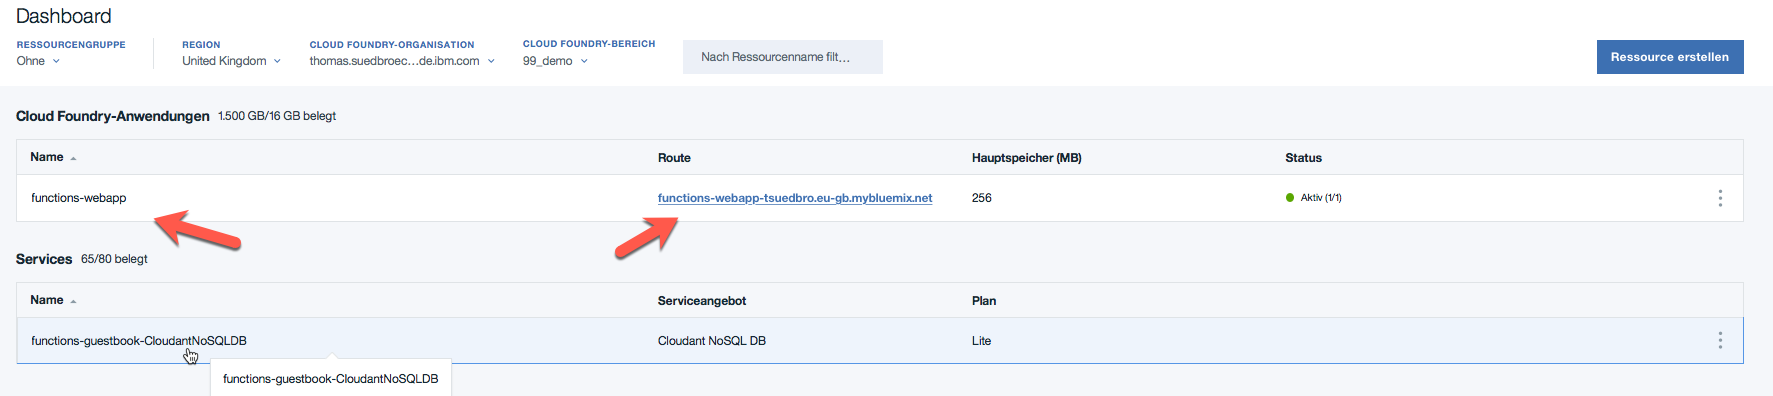 Dashboard
RESSOURCENGRUPPE REGION CLOUD FOUNDRY-ORGANISATION CLOUD FOUNDRY-BEREICH
Ohne United Kingdom thomas.suedbroec...de.ibm.com 99_demo Nach Ressourcenname filt... Ressource erstellen
Cloud Foundry-Anwendungen 1.500 GB/16 GB belegt
Name Route Hauptspeicher (MB) Status
functions-webapp functions-webapp-tsuedbro.eu-gb.mybluemix.net 256 Aktiv (1/1)
Services 65/80 belegt
Name Serviceangebot Plan
functions-guestbook-CloudantNoSQLDB Cloudant NoSQL DB Lite
functions-guestbook-CloudantNoSQLDB